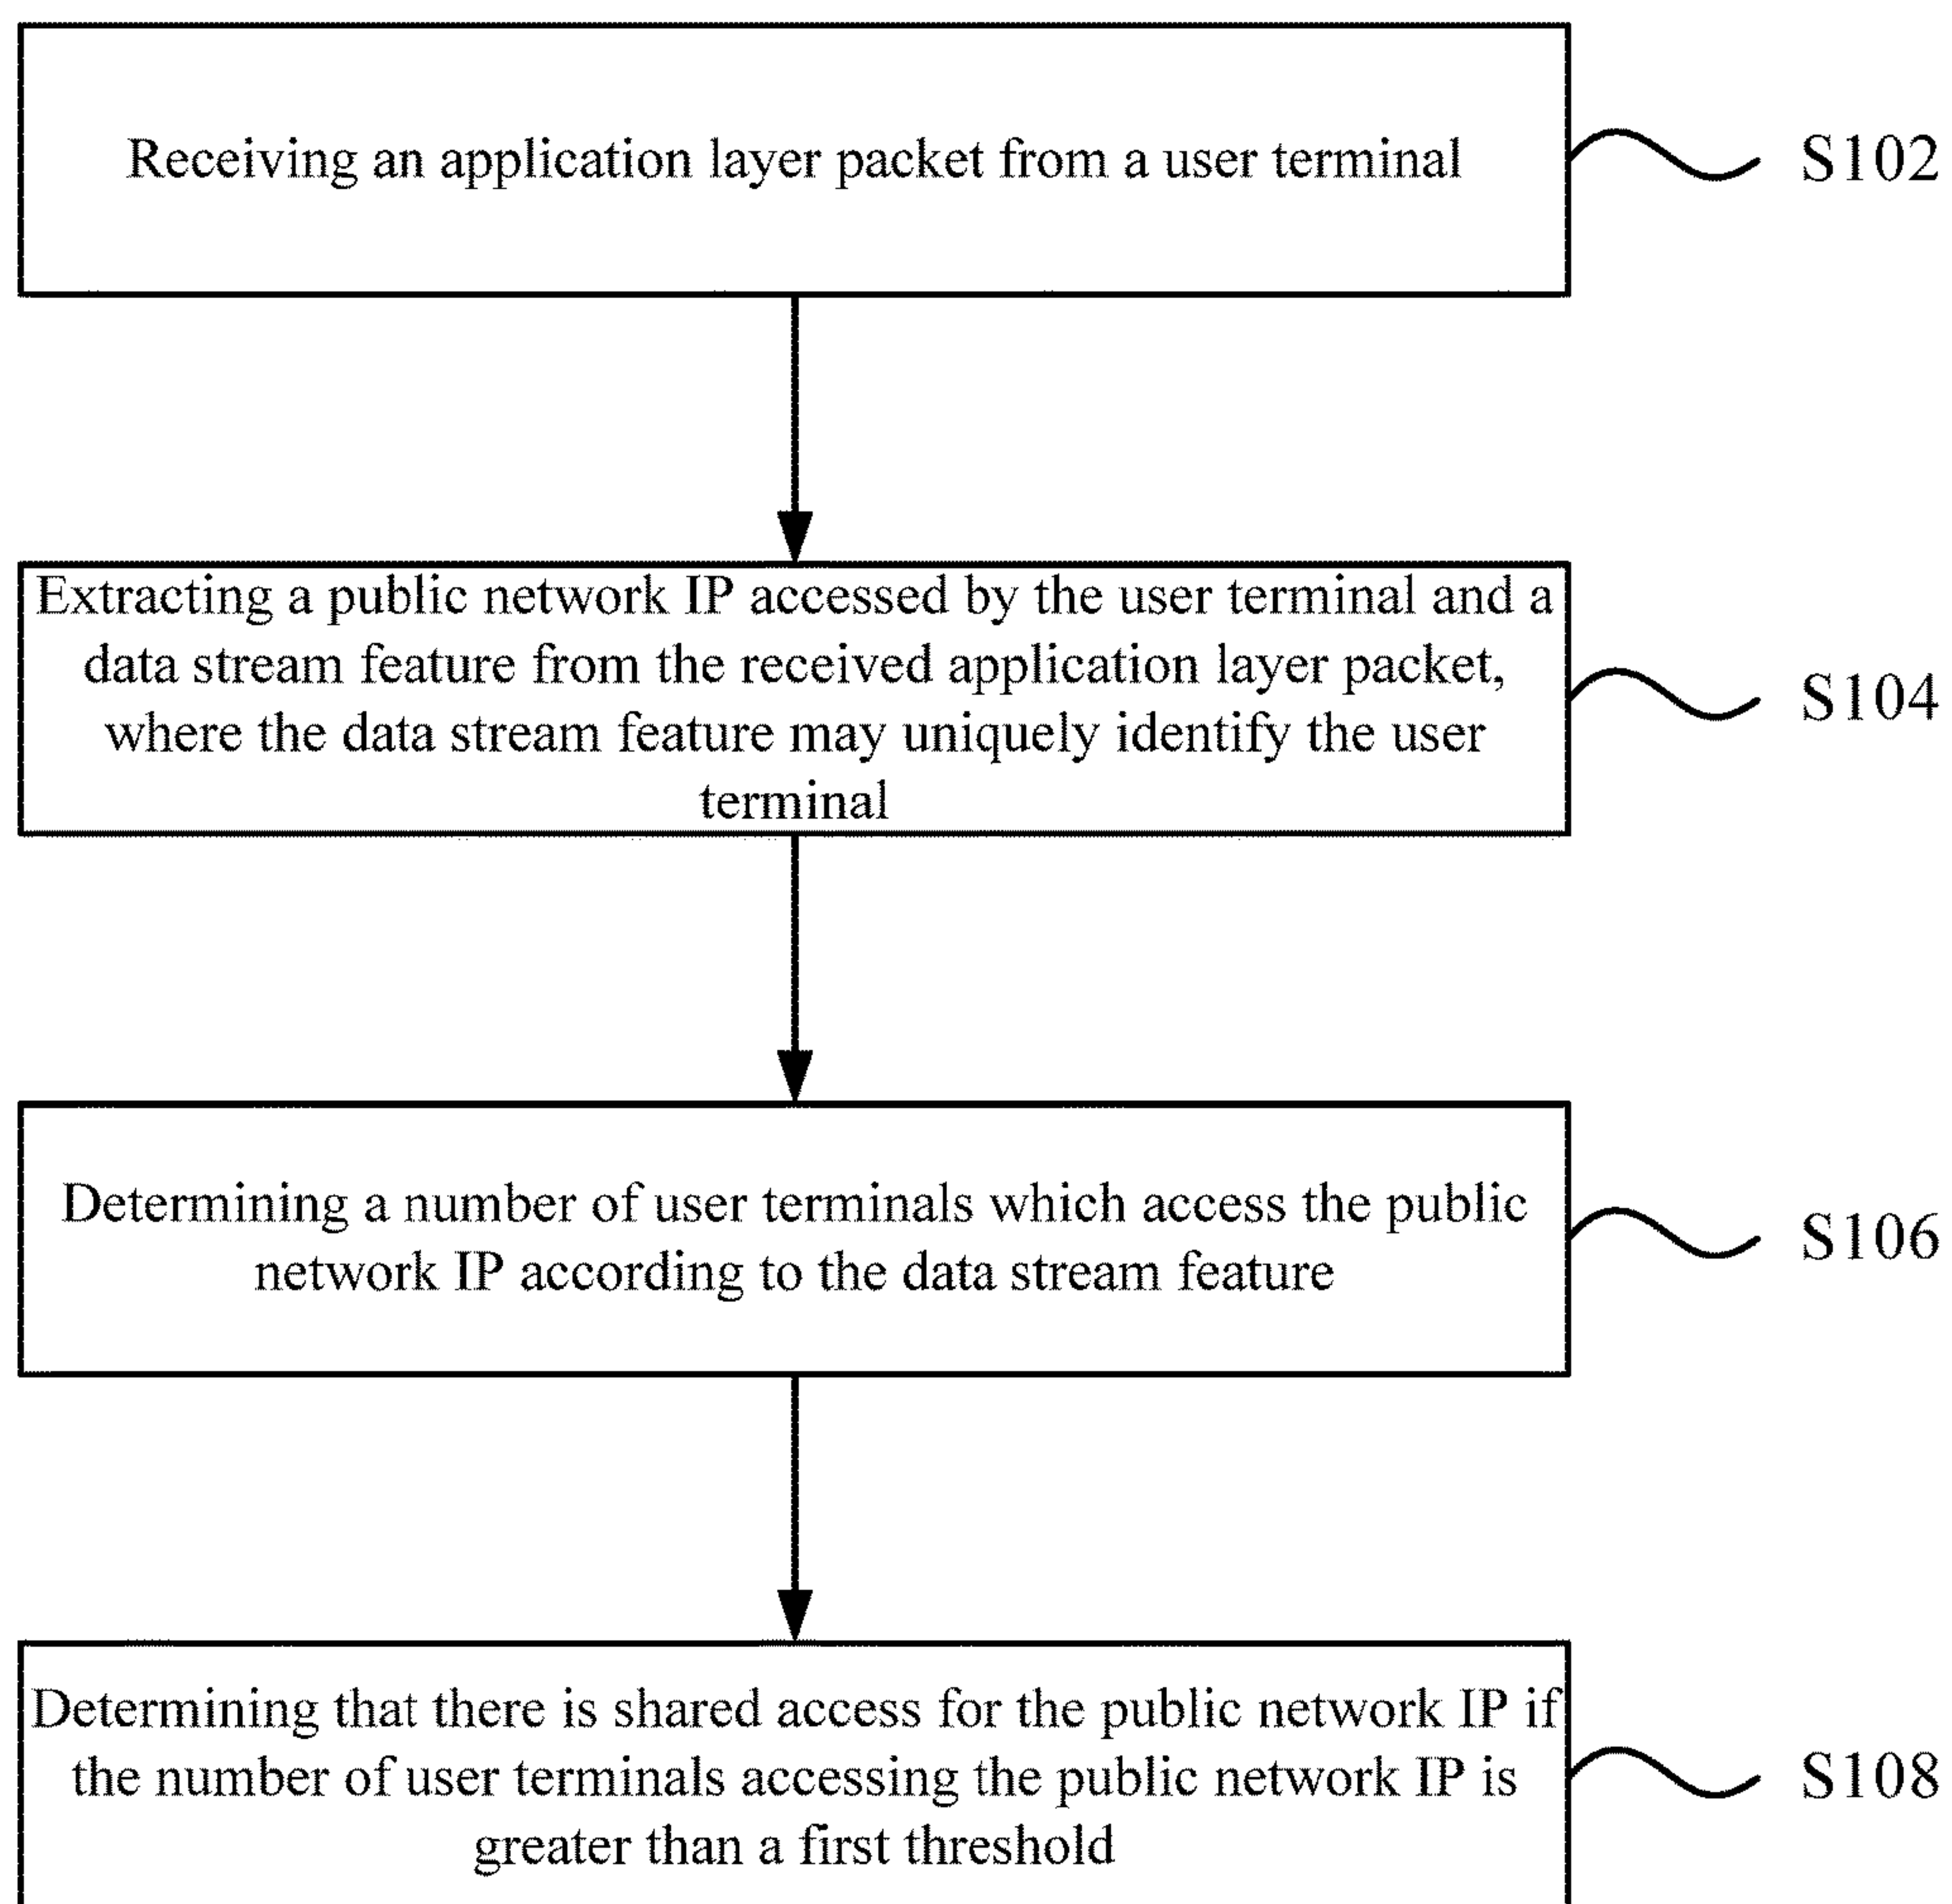 Receiving an application layer packet from a user terminal
S102
Extracting a public network IP accessed by the user terminal and a
data stream feature from the received application layer packet,
where the data stream feature may uniquely identify the user
terminal
S104
Determining a number of user terminals which access the public
network IP according to the data stream feature
S106
Determining that there is shared access for the public network IP if
the number of user terminals accessing the public network IP is
greater than a first threshold
S108